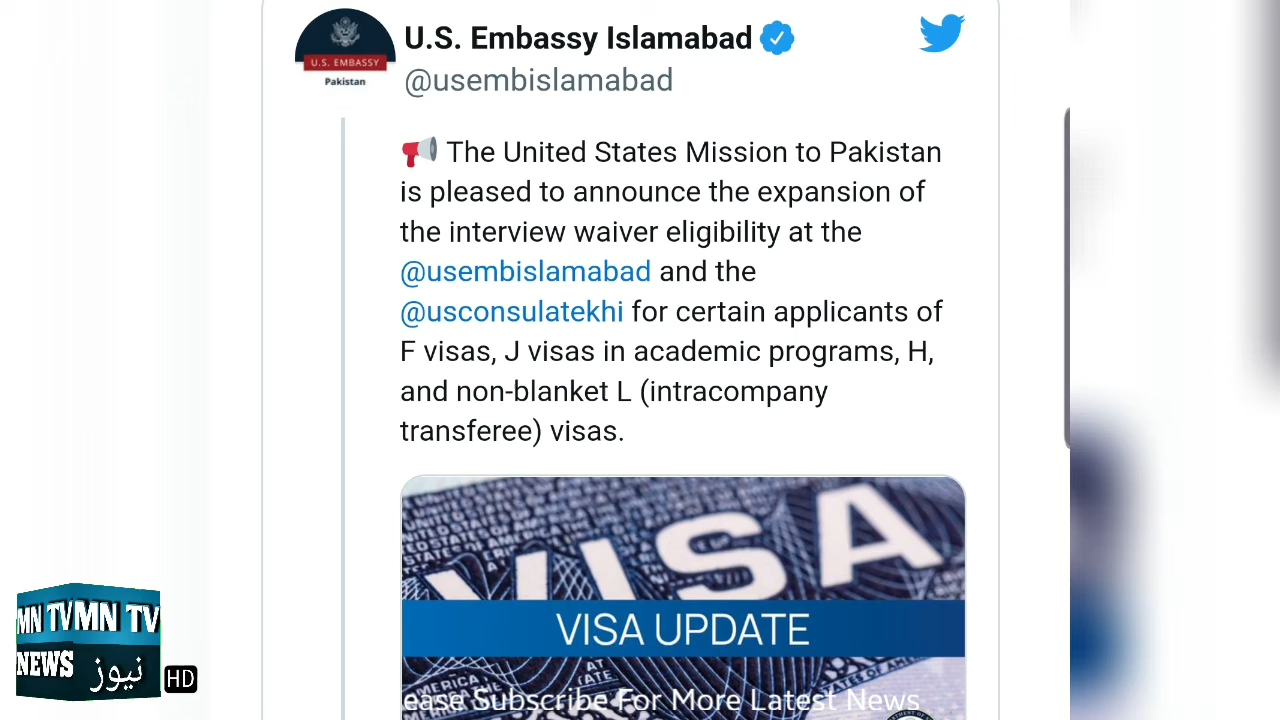 U.S. Embassy Islamabad
@usembislamabad
U.S. EMBASSY
Pakistan
📢 The United States Mission to Pakistan
is pleased to announce the expansion of
the interview waiver eligibility at the
@usembislamabad and the
@usconsulatekhi for certain applicants of
F visas, J visas in academic programs, H,
and non-blanket L (intracompany
transferee) visas.
VISA
VISA UPDATE
ease Subscribe For More Latest News
MN TV MN TV
NEWS نیوز
HD